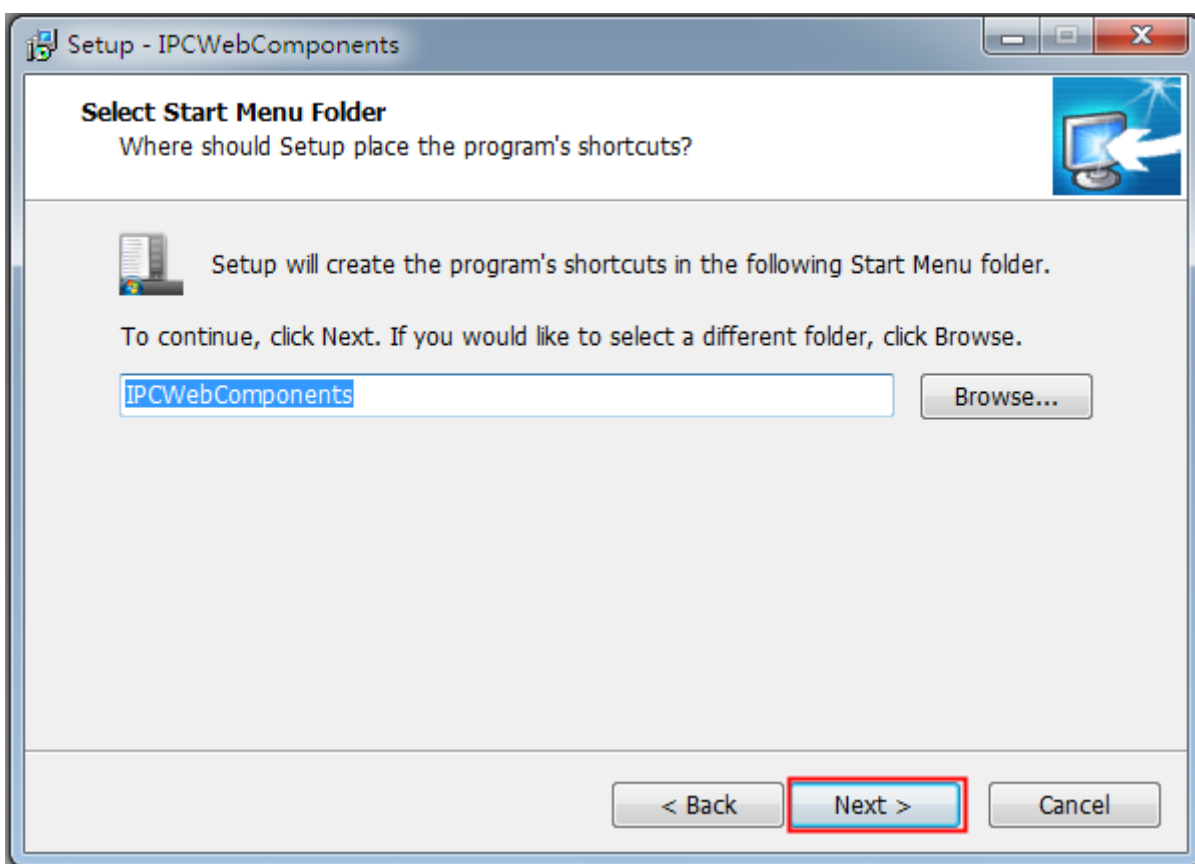 Setup - IPCWebComponents
Select Start Menu Folder
Where should Setup place the program's shortcuts?
Setup will create the program's shortcuts in the following Start Menu folder.
To continue, click Next. If you would like to select a different folder, click Browse.
IPCWebComponents
Browse...
< Back
Next >
Cancel